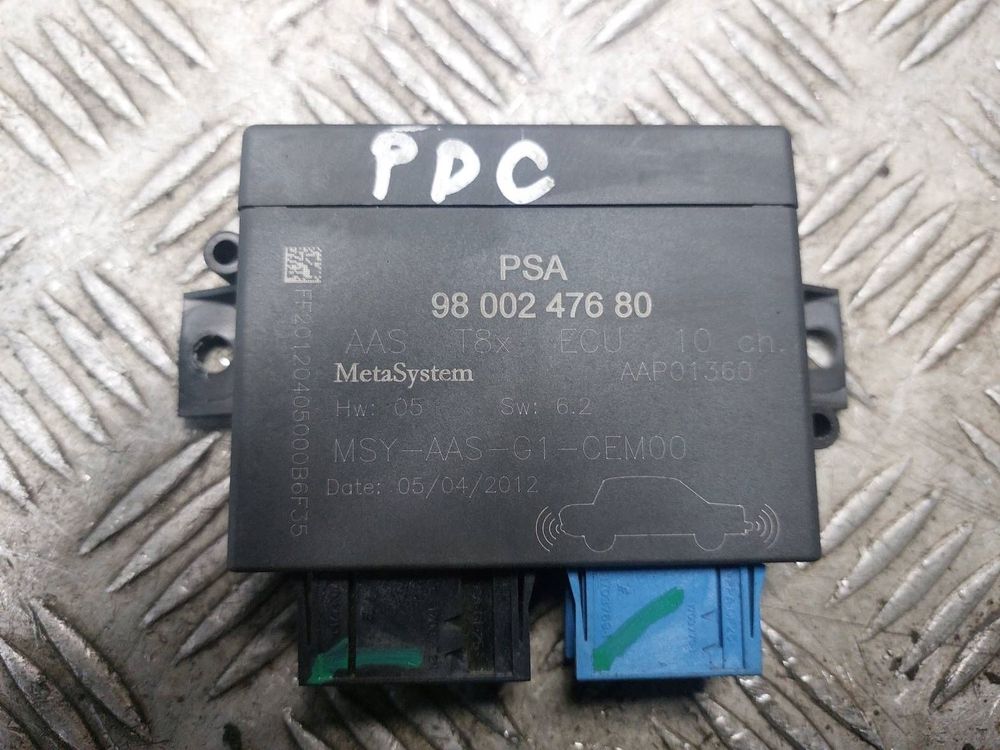 PDC
PSA
98 002 476 80
AAS T8x ECU 10 ch.
MetaSystem AAP01360
Hw: 05 Sw: 6.2
MSY-AAS-G1-CEM00
Date: 05/04/2012